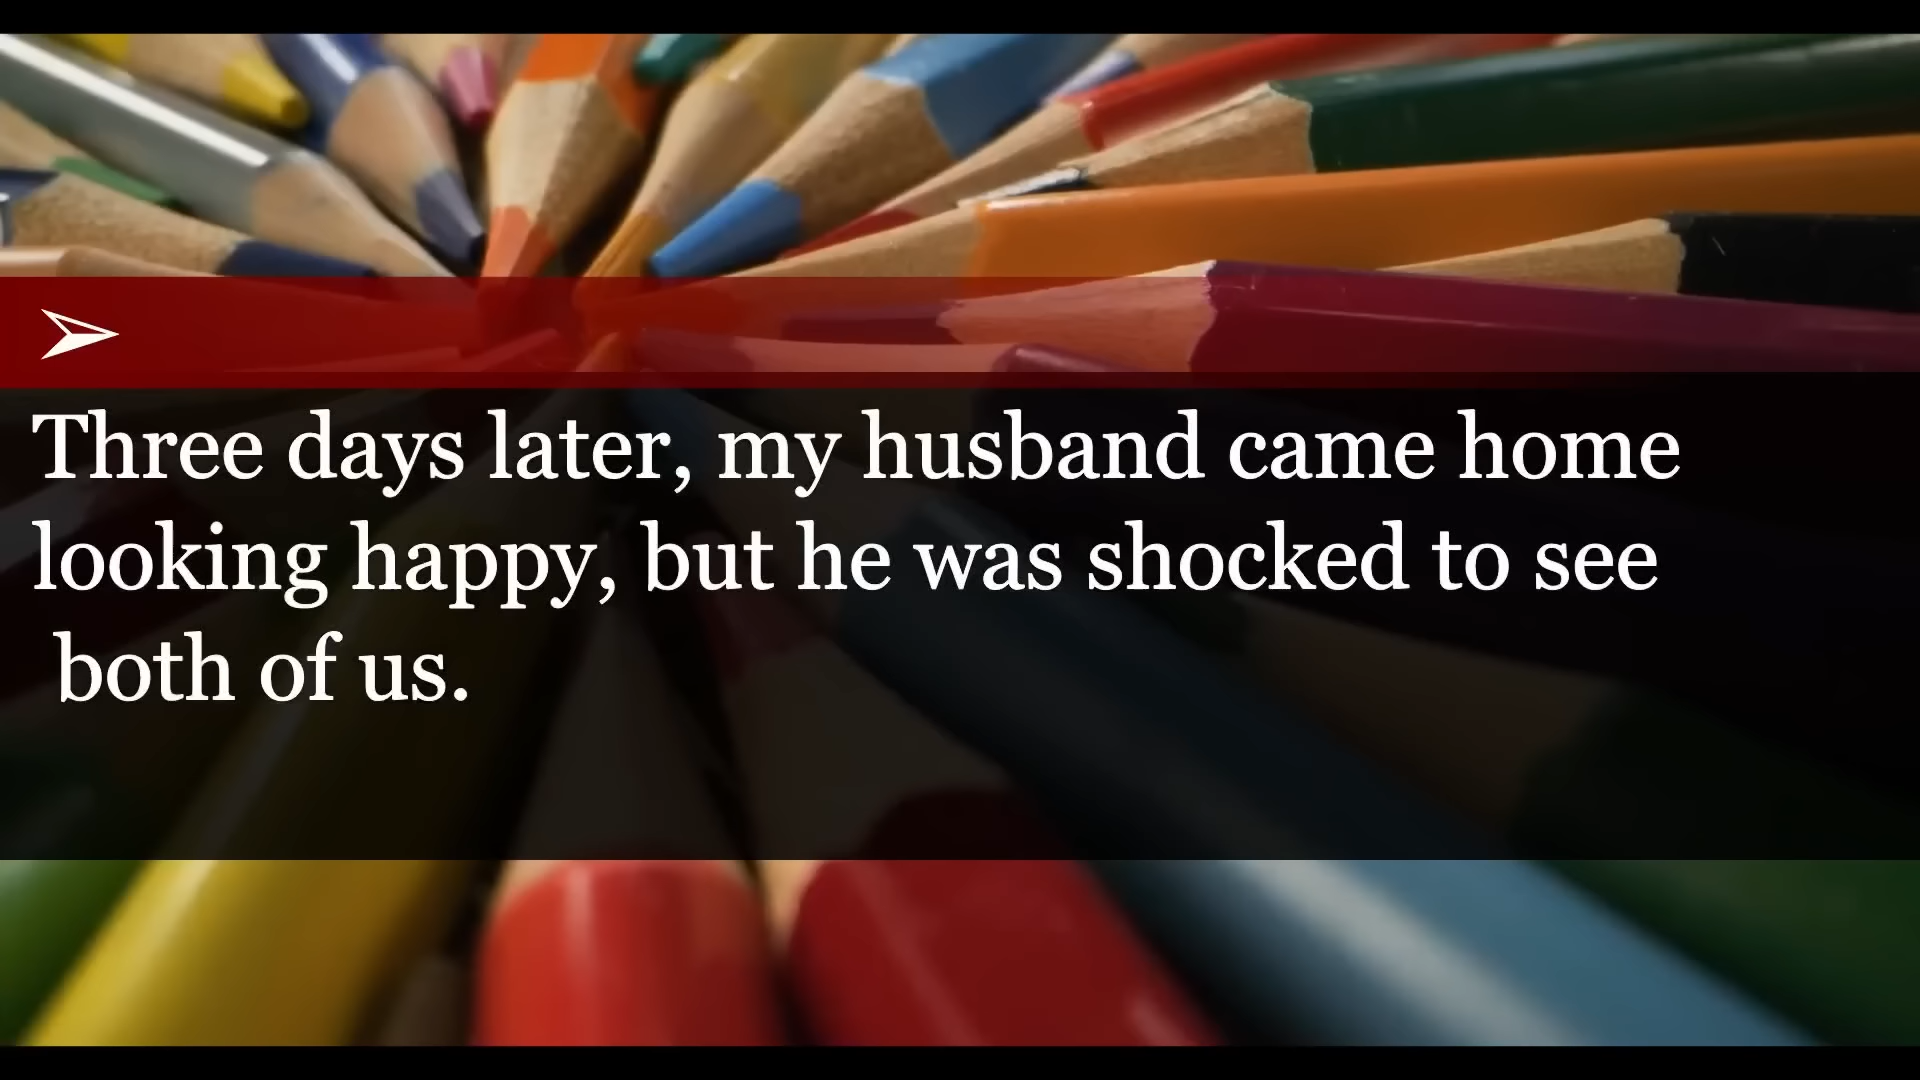 Three days later, my husband came home
looking happy, but he was shocked to see
both of us.